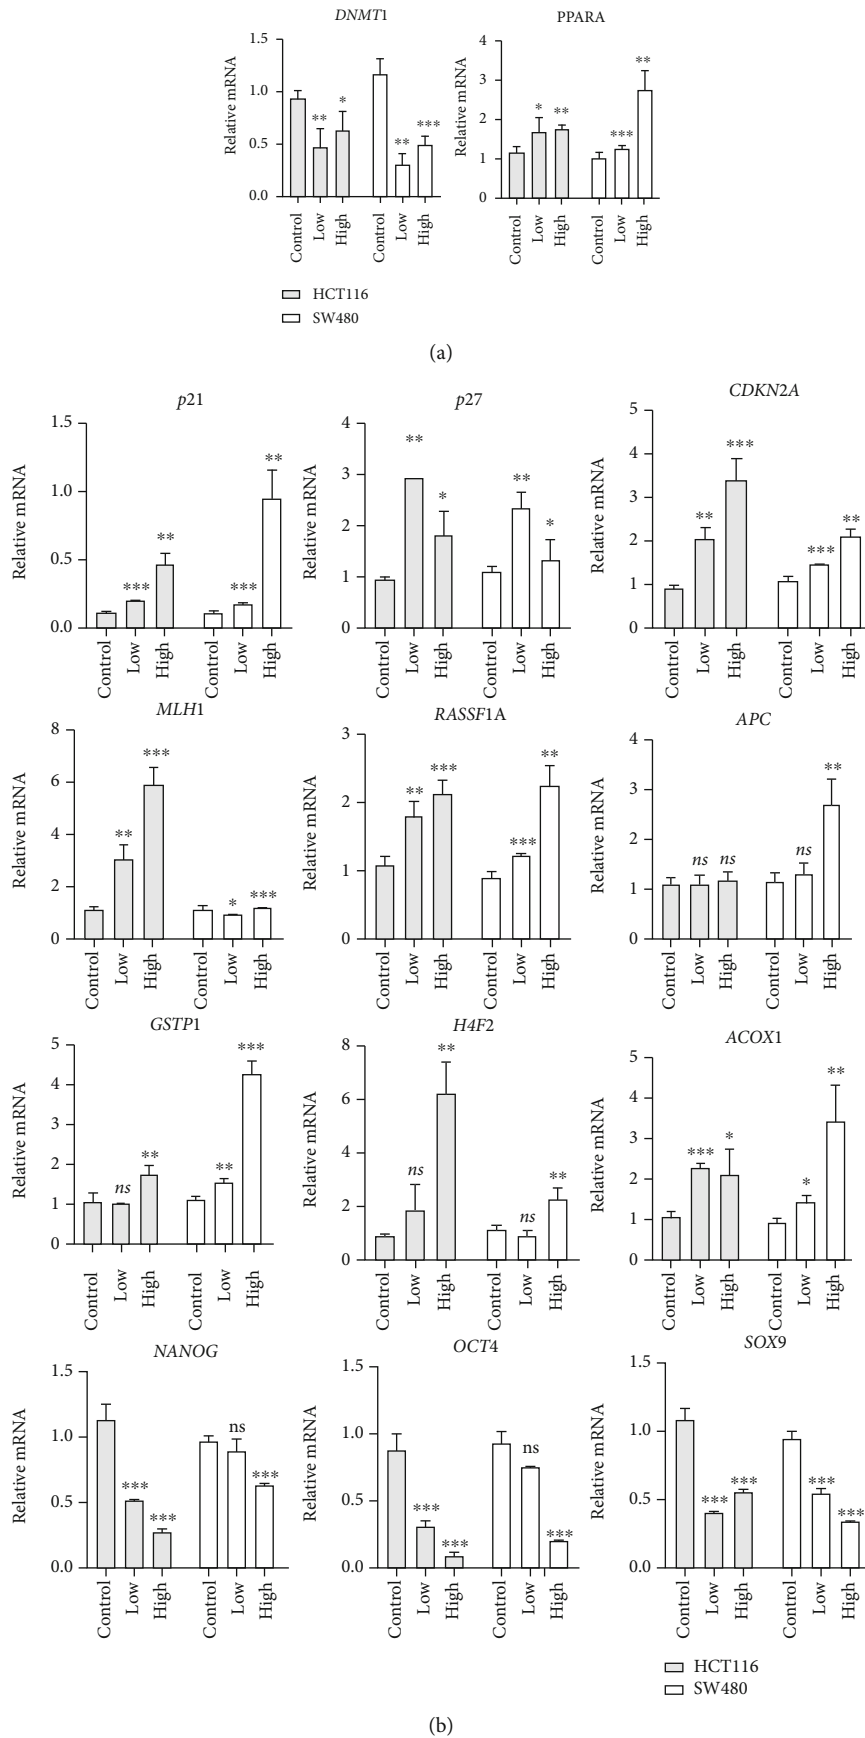 DNMT1
Relative mRNA
1.5
1.0
0.5
0.0
** * ** ***
Control Low High Control Low High
PPARA
Relative mRNA
4
3
2
1
0
* ** *** **
Control Low High Control Low High
HCT116
SW480
(a)
p21
Relative mRNA
1.5
1.0
0.5
0.0
*** ** *** **
Control Low High Control Low High
p27
Relative mRNA
4
3
2
1
0
** * ** *
Control Low High Control Low High
CDKN2A
Relative mRNA
5
4
3
2
1
0
** *** *** **
Control Low High Control Low High
MLH1
Relative mRNA
8
6
4
2
0
** *** * ***
Control Low High Control Low High
RASSF1A
Relative mRNA
3
2
1
0
** *** *** **
Control Low High Control Low High
APC
Relative mRNA
4
3
2
1
0
ns ns ns **
Control Low High Control Low High
GSTP1
Relative mRNA
5
4
3
2
1
0
ns ** ** ***
Control Low High Control Low High
H4F2
Relative mRNA
8
6
4
2
0
ns ** ns **
Control Low High Control Low High
ACOX1
Relative mRNA
5
4
3
2
1
0
*** * * **
Control Low High Control Low High
NANOG
Relative mRNA
1.5
1.0
0.5
0.0
*** *** ns ***
Control Low High Control Low High
OCT4
Relative mRNA
1.5
1.0
0.5
0.0
*** *** ns ***
Control Low High Control Low High
SOX9
Relative mRNA
1.5
1.0
0.5
0.0
*** *** *** ***
Control Low High Control Low High
HCT116
SW480
(b)